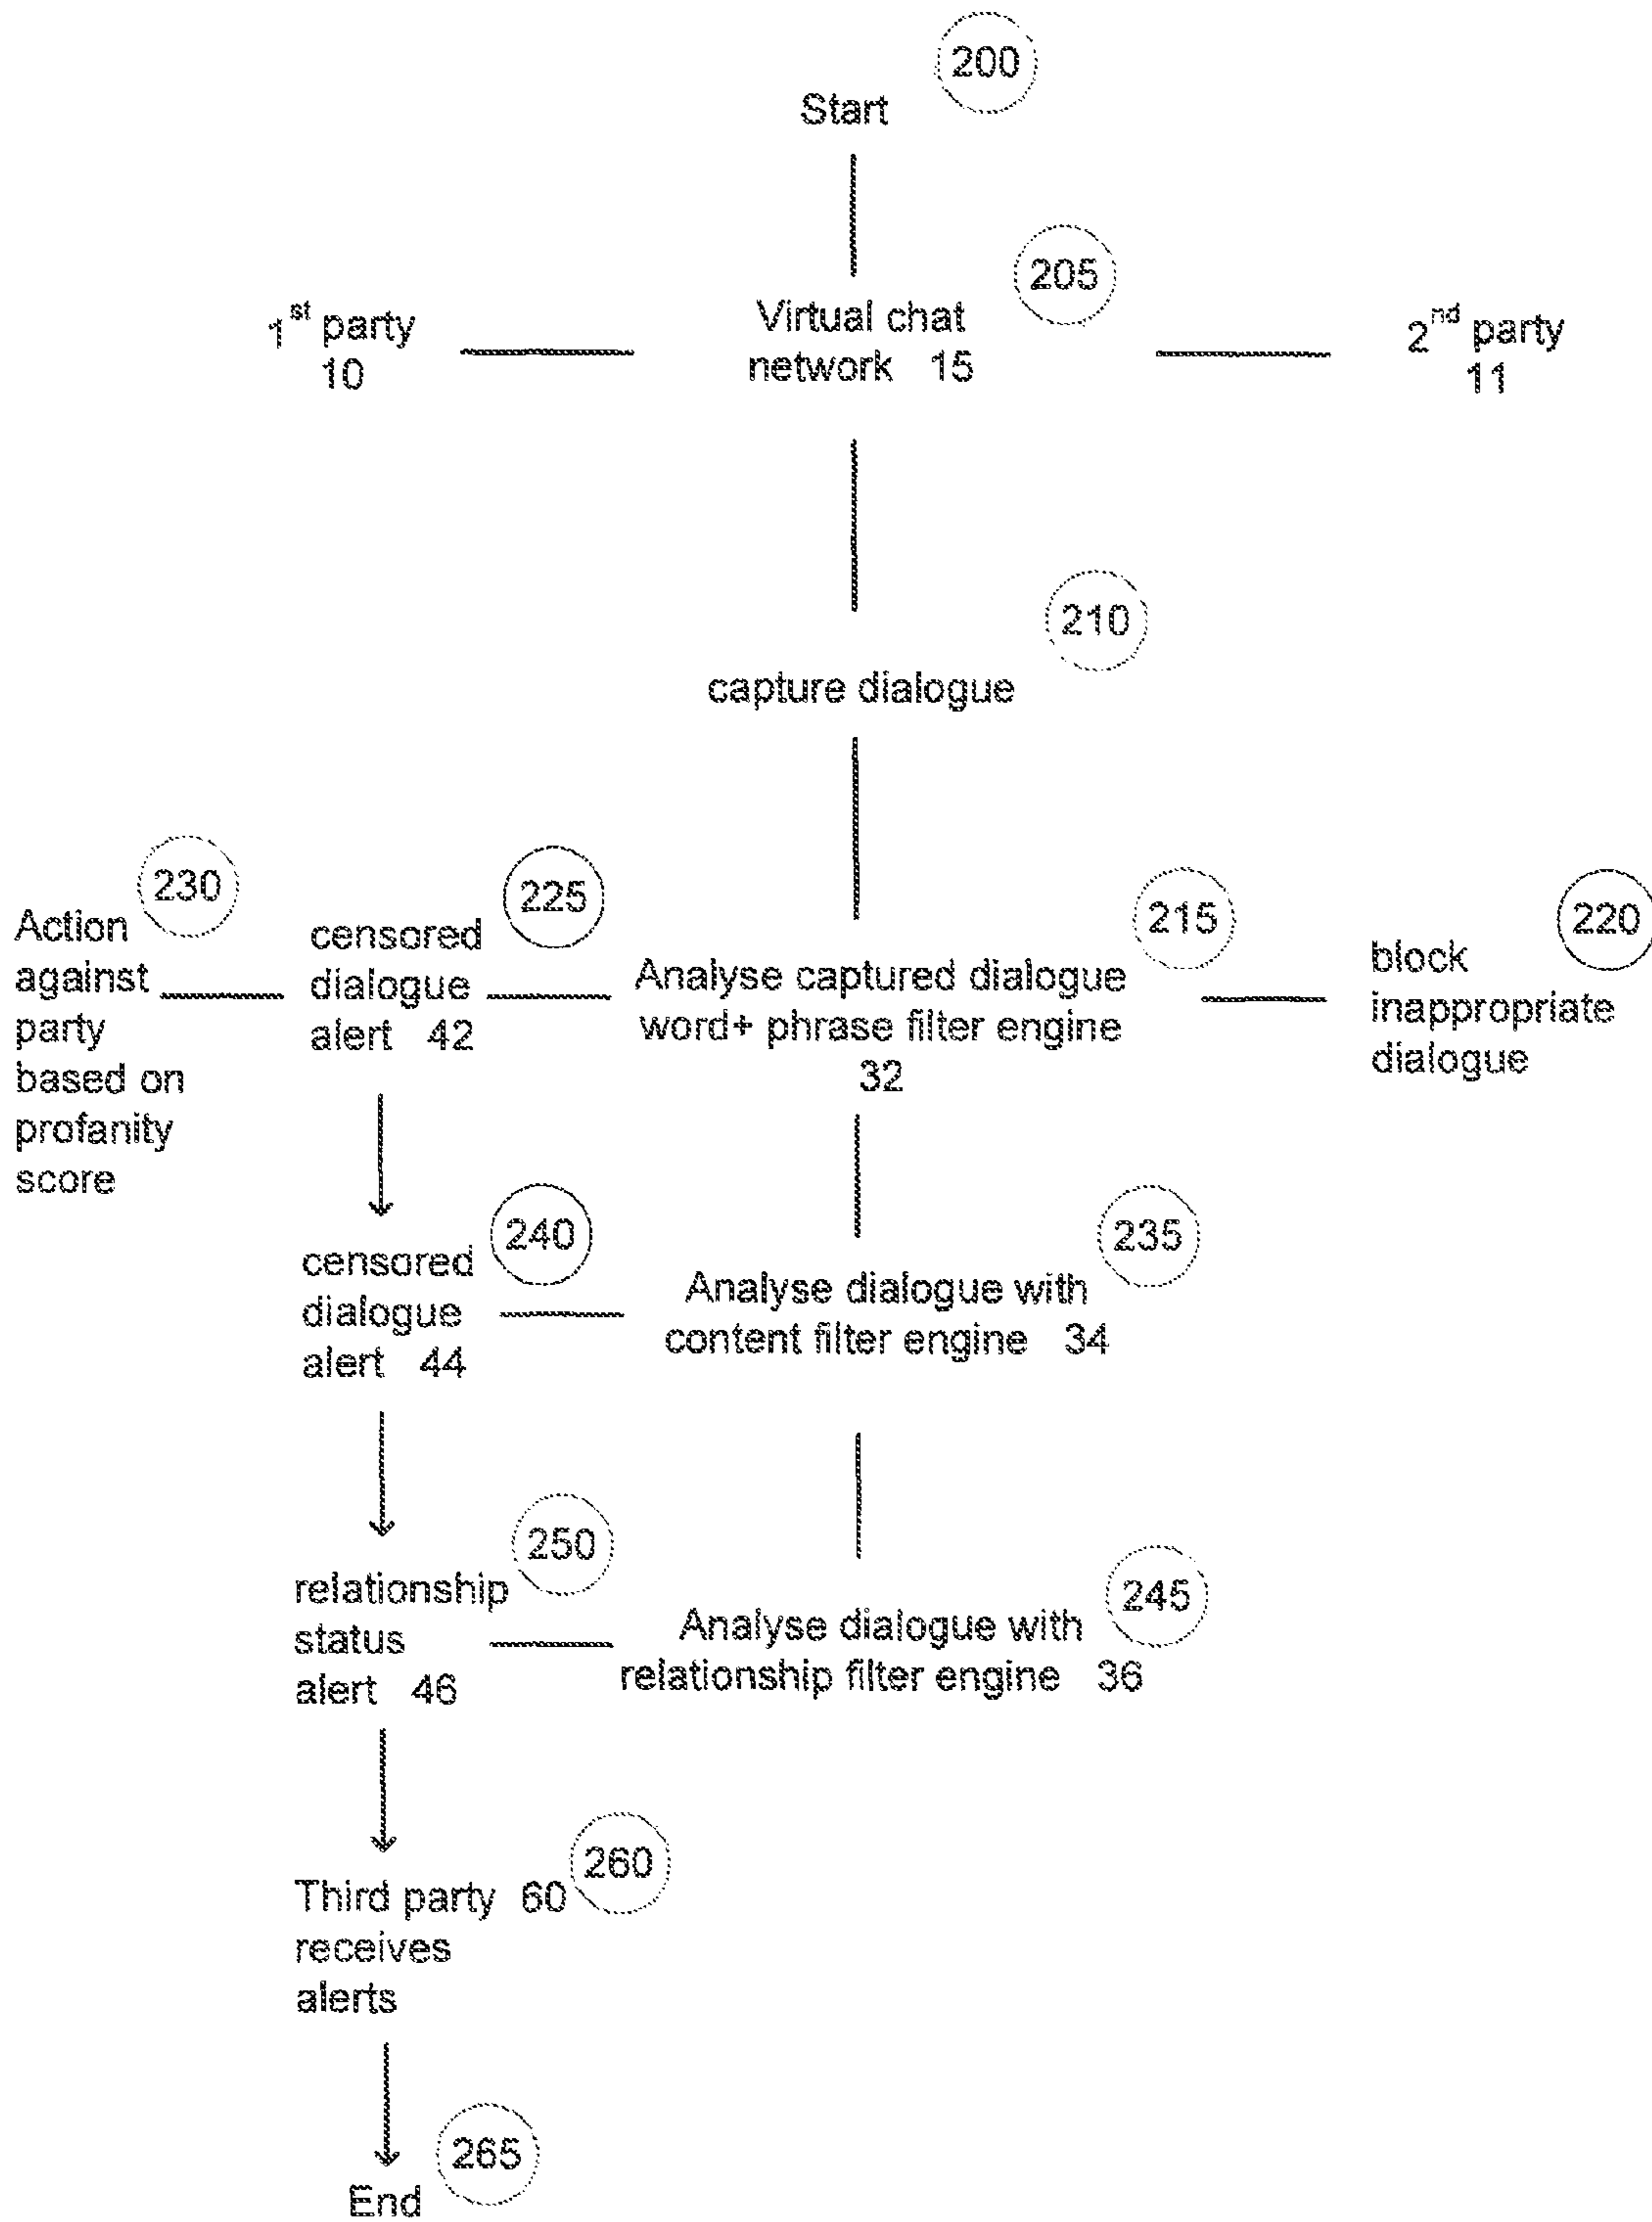 200
Start
205
1st party
10
Virtual chat
network 15
2nd party
11
210
capture dialogue
230
Action
against
party
based on
profanity
score
225
censored
dialogue
alert 42
215
Analyse captured dialogue
word+ phrase filter engine
32
220
block
inappropriate
dialogue
240
censored
dialogue
alert 44
235
Analyse dialogue with
content filter engine 34
250
relationship
status
alert 46
245
Analyse dialogue with
relationship filter engine 36
260
Third party 60
receives
alerts
265
End